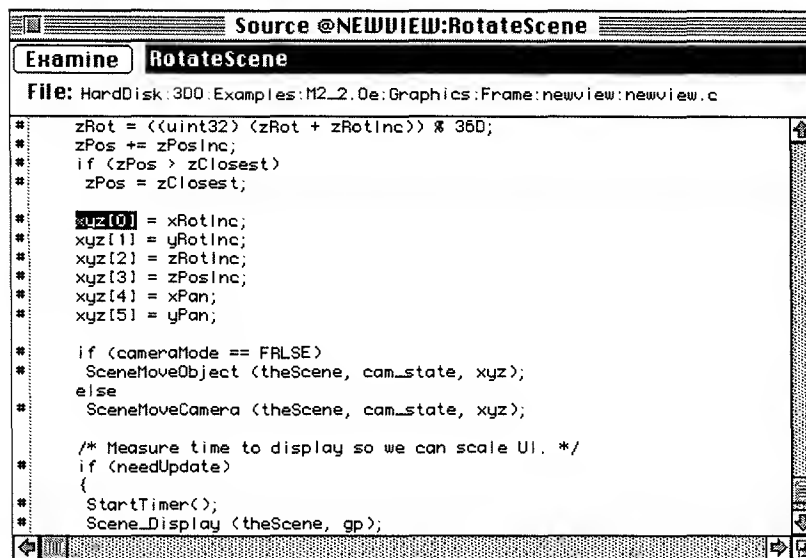 Source @NEWVIEW:RotateScene
Examine RotateScene
File: HardDisk:3DO:Examples:M2_2.0e:Graphics:Frame:newview:newview.c
# zRot = ((uint32) (zRot + zRotInc)) % 360;
# zPos += zPosInc;
# if (zPos > zClosest)
# zPos = zClosest;
# xyz[0] = xRotInc;
# xyz[1] = yRotInc;
# xyz[2] = zRotInc;
# xyz[3] = zPosInc;
# xyz[4] = xPan;
# xyz[5] = yPan;
# if (cameraMode == FALSE)
# SceneMoveObject (theScene, cam_state, xyz);
else
# SceneMoveCamera (theScene, cam_state, xyz);
/* Measure time to display so we can scale UI. */
# if (needUpdate)
{
# StartTimer();
# Scene_Display (theScene, gp);